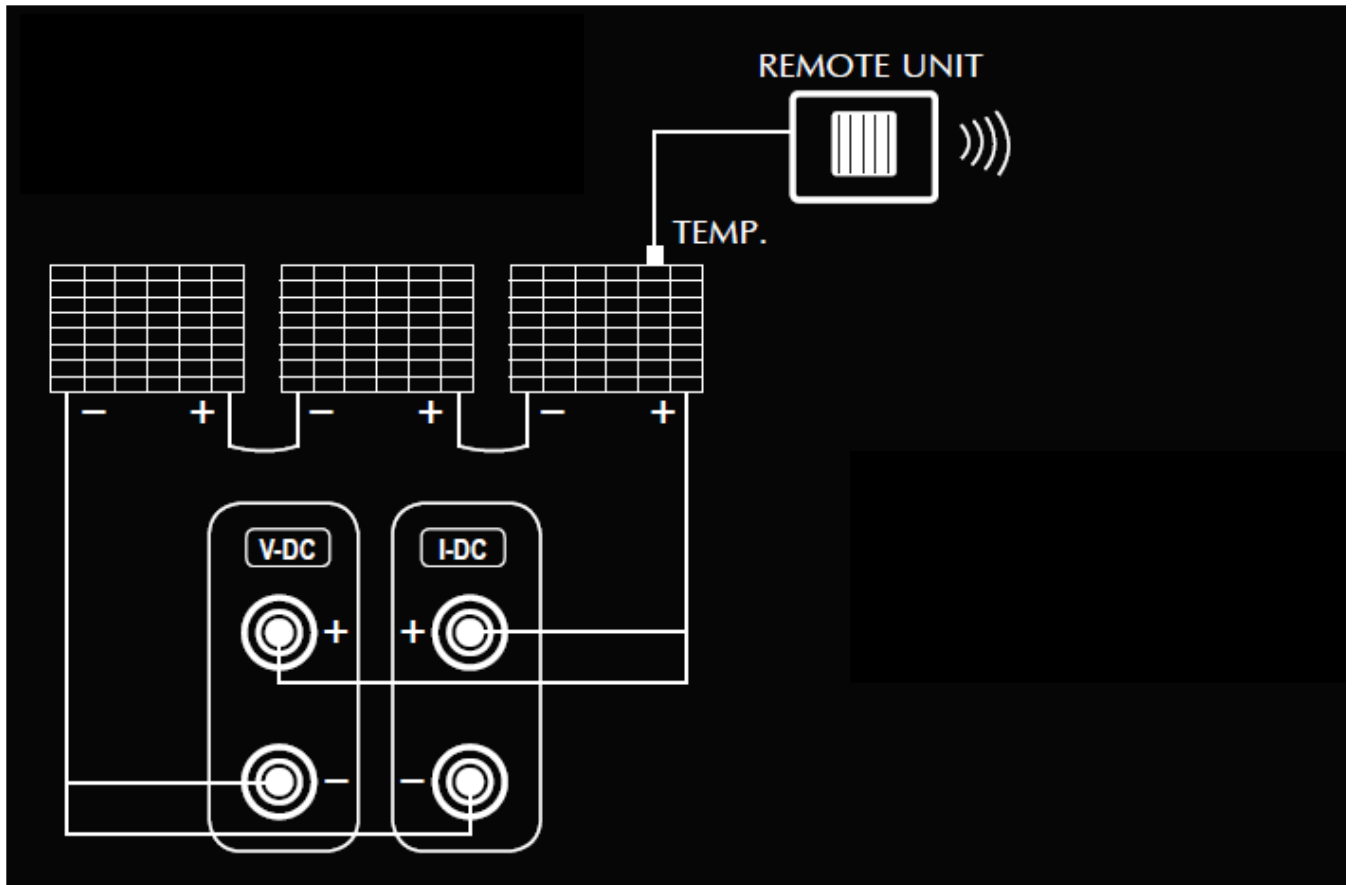 REMOTE UNIT
TEMP.
− + − + − +
V-DC I-DC
+ +
− −